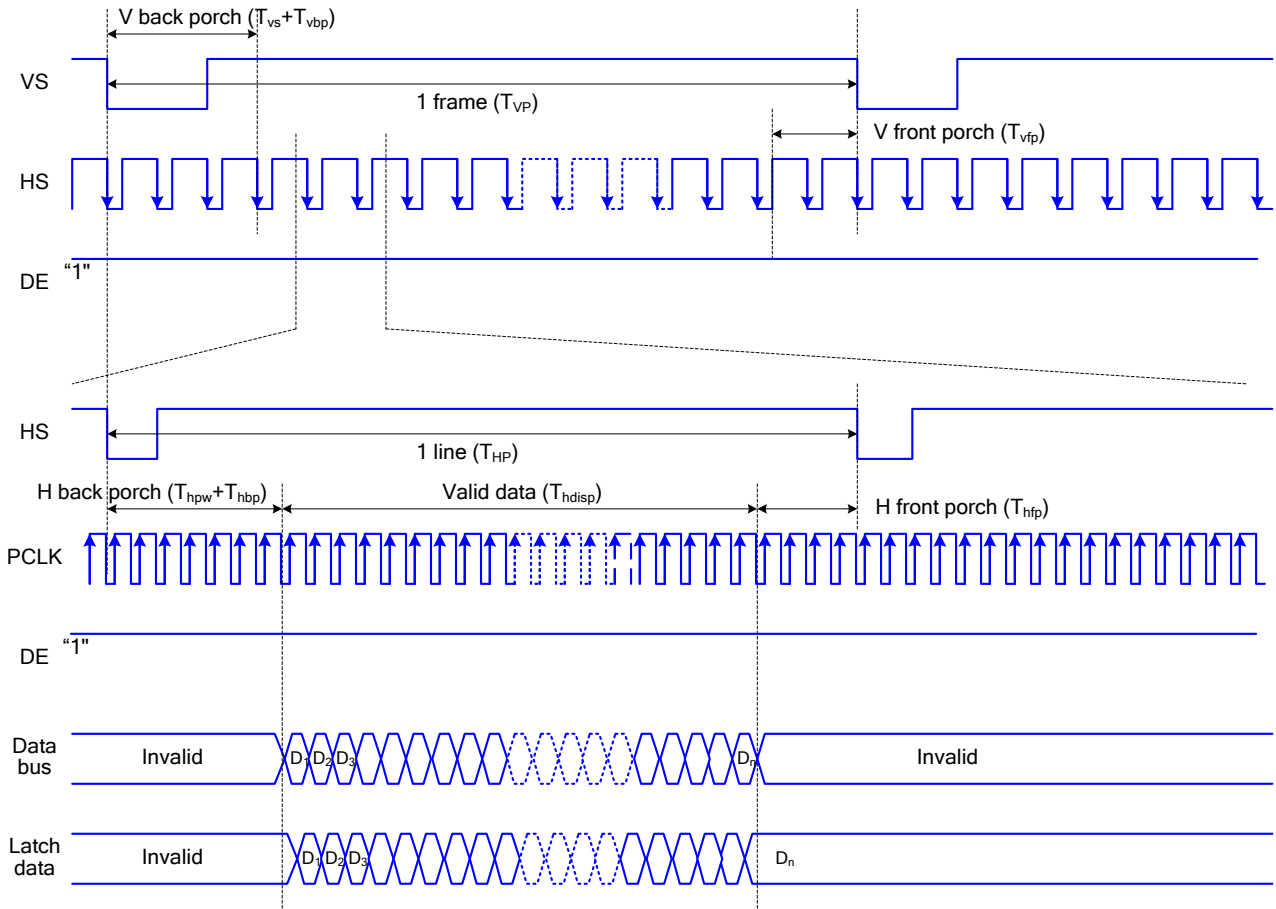 V back porch (Tvs+Tvbp)
VS
1 frame (TVP)
V front porch (Tvfp)
HS
DE
“1"
HS
1 line (THP)
H back porch (Thpw+Thbp)
Valid data (Thdisp)
H front porch (Thfp)
PCLK
DE
“1"
Data
bus
Invalid
D1
D2
D3
Dn
Invalid
Latch
data
Invalid
D1
D2
D3
Dn